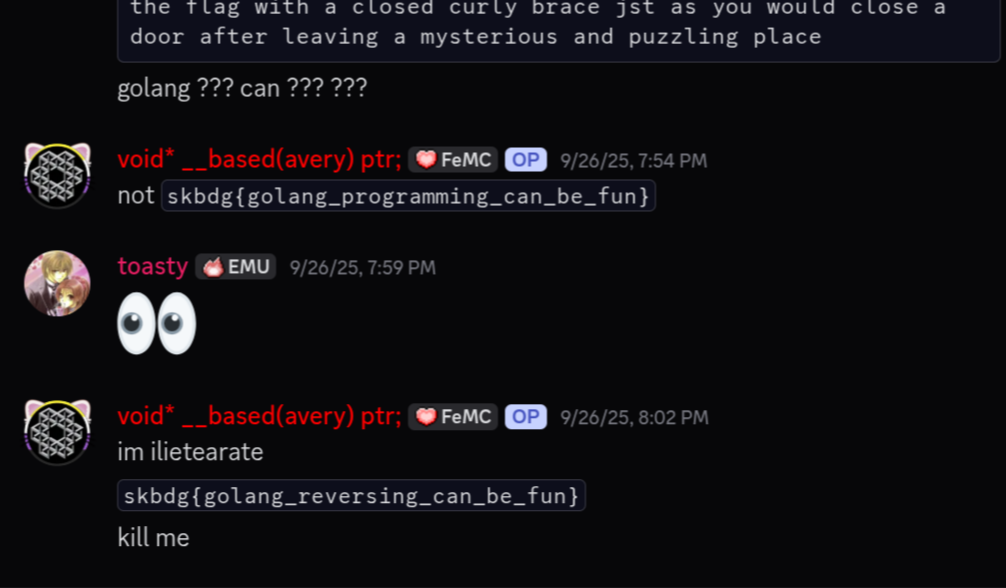 the flag with a closed curly brace jst as you would close a
door after leaving a mysterious and puzzling place
golang ??? can ??? ???
void* __based(avery) ptr; FeMC OP 9/26/25, 7:54 PM
not skbdg{golang_programming_can_be_fun}
toasty EMU 9/26/25, 7:59 PM
void* __based(avery) ptr; FeMC OP 9/26/25, 8:02 PM
im ilietearate
skbdg{golang_reversing_can_be_fun}
kill me